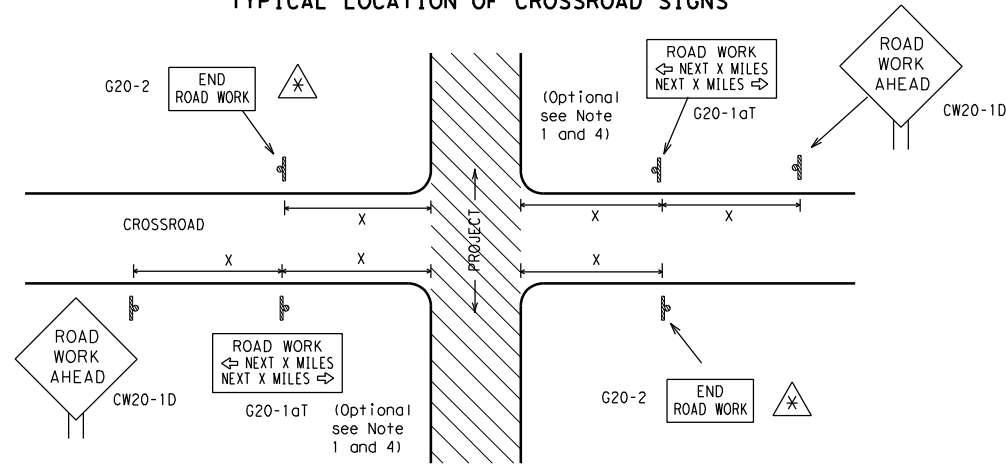 TYPICAL LOCATION OF CROSSROAD SIGNS
G20-2
END
ROAD WORK
(Optional
see Note
1 and 4)
ROAD WORK
⇦ NEXT X MILES
NEXT X MILES ⇨
G20-1aT
ROAD
WORK
AHEAD
CW20-1D
X
X
X
CROSSROAD
PROJECT
X
X
X
ROAD
WORK
AHEAD
CW20-1D
ROAD WORK
⇦ NEXT X MILES
NEXT X MILES ⇨
G20-1aT
(Optional
see Note
1 and 4)
G20-2
END
ROAD WORK